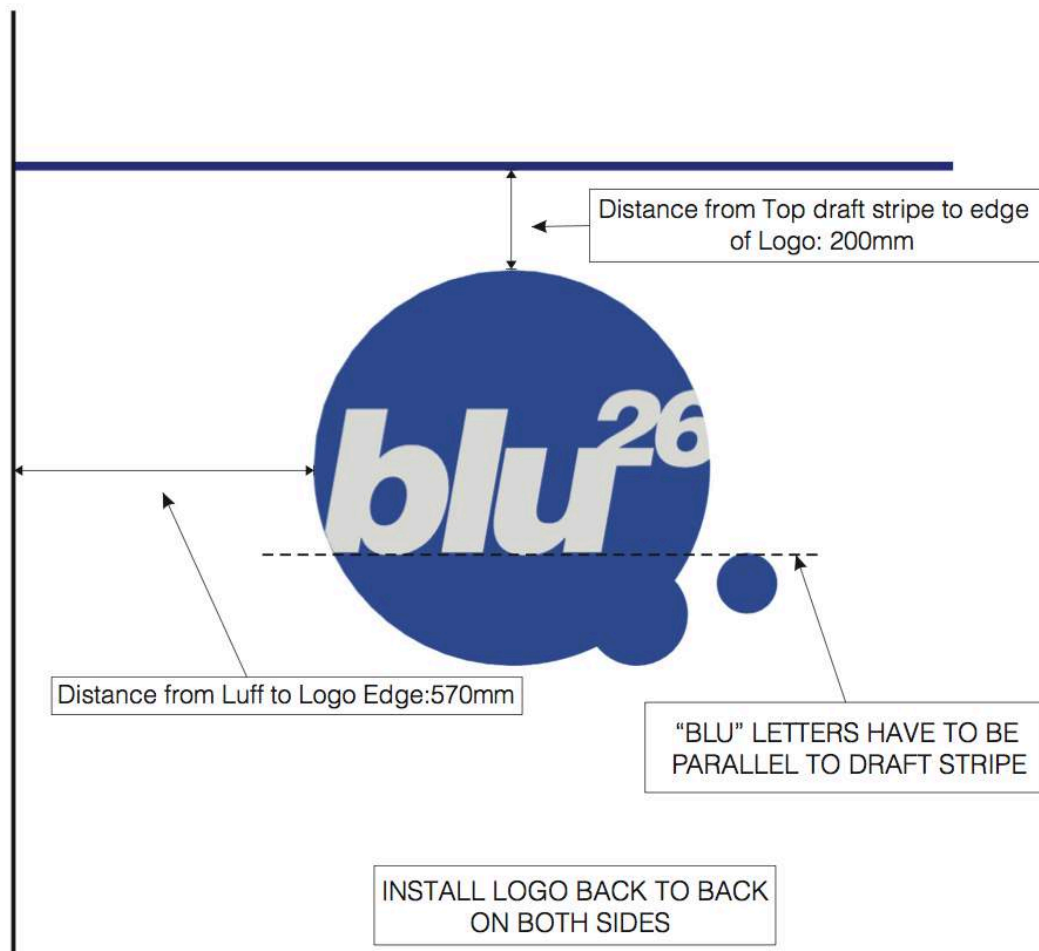 Distance from Top draft stripe to edge
of Logo: 200mm
blu26
Distance from Luff to Logo Edge:570mm
“BLU” LETTERS HAVE TO BE
PARALLEL TO DRAFT STRIPE
INSTALL LOGO BACK TO BACK
ON BOTH SIDES